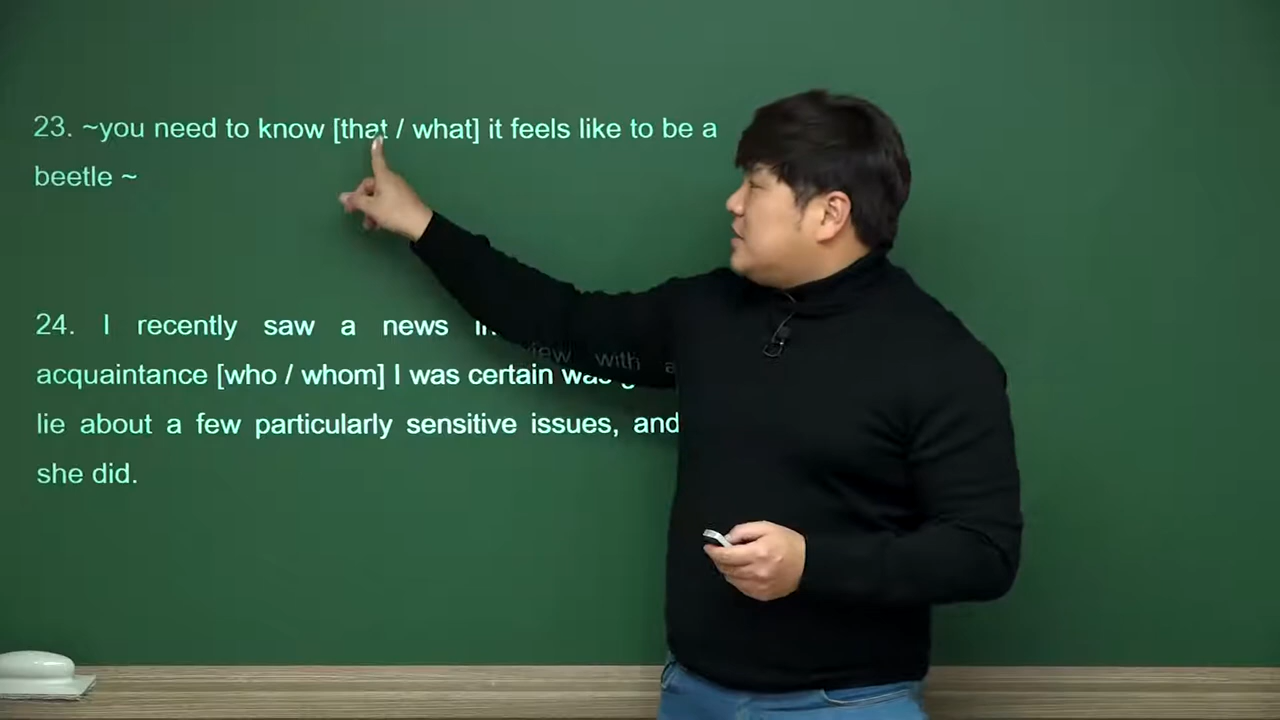 23. ~you need to know [that / what] it feels like to be a
beetle ~
24. I recently saw a news
acquaintance [who / whom] I was certain was
lie about a few particularly sensitive issues, and
she did.